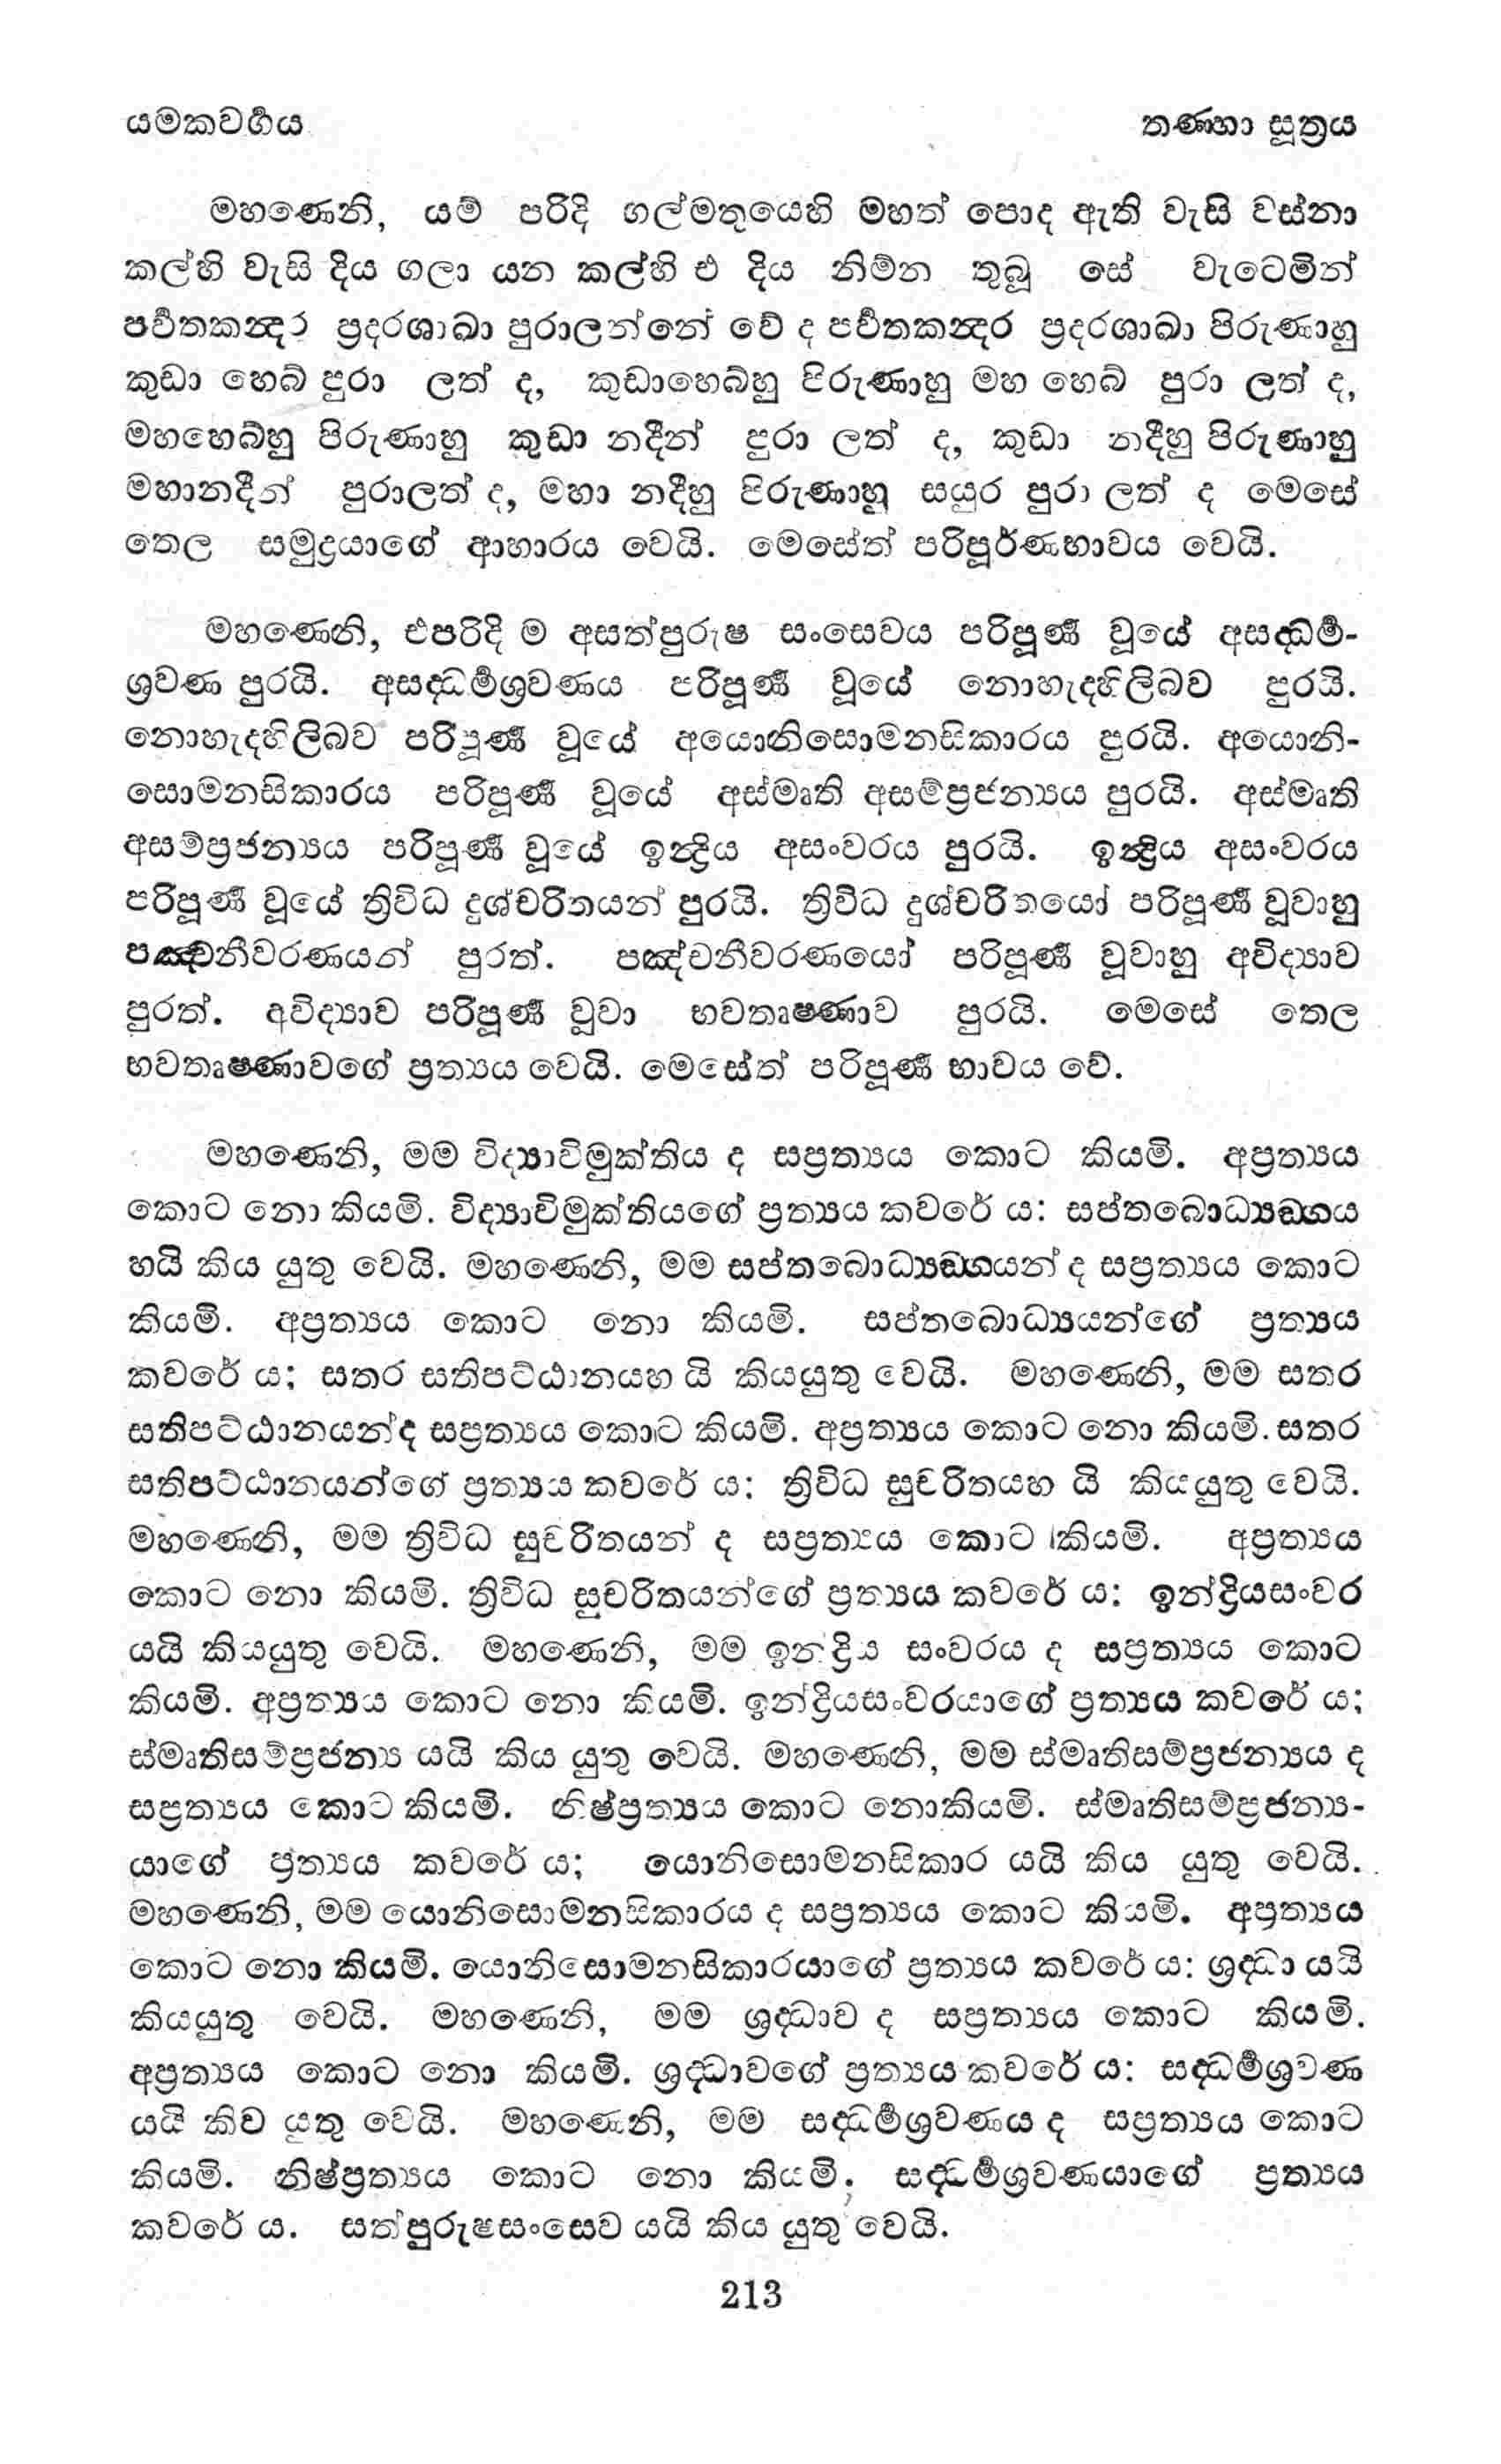 යමකවර්‍ගය
තණ්හා සූත්‍රය
මහණෙනි, යම් පරිදි ගල්මතුයෙහි මහත් පොද ඇති වැසි වස්නා
කල්හි වැසි දිය ගලා යන කල්හි එ දිය නිම්න තුබූ සේ වැටෙමින්
පර්‍වතකන්‍දර ප්‍රදරශාඛා පුරාලන්නේ වේ ද පර්‍වතකන්‍දර ප්‍රදරශාඛා පිරුණාහු
කුඩා හෙබ් පුරා ලත් ද, කුඩාහෙබ්හු පිරුණාහු මහ හෙබ් පුරා ලත් ද,
මහහෙබ්හු පිරුණාහු කුඩා නදීන් පුරා ලත් ද, කුඩා නදීහු පිරුණාහු
මහානදීන් පුරාලත් ද, මහා නදීහු පිරුණාහු සයුර පුරා ලත් ද මෙසේ
තෙල සමුද්‍රයාගේ ආහාරය වෙයි. මෙසේත් පරිපූර්ණභාවය වෙයි.
මහණෙනි, එපරිදි ම අසත්පුරුෂ සංසෙවය පරිපූර්‍ණ වූයේ අසද්‍ධර්‍ම-
ශ්‍රවණ පුරයි. අසද්‍ධර්‍මශ්‍රවණය පරිපූර්‍ණ වූයේ නොහැදහිලිබව පුරයි.
නොහැදහිලිබව පරිපූර්‍ණ වූයේ අයොනිසොමනසිකාරය පුරයි. අයොනි-
සොමනසිකාරය පරිපූර්‍ණ වූයේ අස්මෘති අසම්ප්‍රජන්‍යය පුරයි. අස්මෘති
අසම්ප්‍රජන්‍යය පරිපූර්‍ණ වූයේ ඉන්‍ද්‍රිය අසංවරය පුරයි. ඉන්‍ද්‍රිය අසංවරය
පරිපූර්‍ණ වූයේ ත්‍රිවිධ දුශ්චරිතයන් පුරයි. ත්‍රිවිධ දුශ්චරිතයෝ පරිපූර්‍ණ වූවාහු
පඤ්‍චනීවරණයන් පුරත්. පඤ්චනීවරණයෝ පරිපූර්‍ණ වූවාහු අවිද්‍යාව
පුරත්. අවිද්‍යාව පරිපූර්‍ණ වූවා භවතෘෂ්ණාව පුරයි. මෙසේ තෙල
භවතෘෂ්ණාවගේ ප්‍රත්‍යය වෙයි. මෙසේත් පරිපූර්‍ණ භාවය වේ.
මහණෙනි, මම විද්‍යාවිමුක්තිය ද සප්‍රත්‍යය කොට කියමි. අප්‍රත්‍යය
කොට නො කියමි. විද්‍යාවිමුක්තියගේ ප්‍රත්‍යය කවරේ ය: සප්තබොධ්‍යඞ්ගය
හයි කිය යුතු වෙයි. මහණෙනි, මම සප්තබොධ්‍යඞ්ගයන් ද සප්‍රත්‍යය කොට
කියමි. අප්‍රත්‍යය කොට නො කියමි. සප්තබොධ්‍යයන්ගේ ප්‍රත්‍යය
කවරේ ය; සතර සතිපට්ඨානයහ යි කියයුතු වෙයි. මහණෙනි, මම සතර
සතිපට්ඨානයන්ද සප්‍රත්‍යය කොට කියමි. අප්‍රත්‍යය කොට නො කියමි. සතර
සතිපට්ඨානයන්ගේ ප්‍රත්‍යය කවරේ ය: ත්‍රිවිධ සුචරිතයහ යි කියයුතු වෙයි.
මහණෙනි, මම ත්‍රිවිධ සුචරිතයන් ද සප්‍රත්‍යය කොට කියමි. අප්‍රත්‍යය
කොට නො කියමි. ත්‍රිවිධ සුචරිතයන්ගේ ප්‍රත්‍යය කවරේ ය: ඉන්ද්‍රියසංවර
යයි කියයුතු වෙයි. මහණෙනි, මම ඉන්ද්‍රිය සංවරය ද සප්‍රත්‍යය කොට
කියමි. අප්‍රත්‍යය කොට නො කියමි. ඉන්ද්‍රියසංවරයාගේ ප්‍රත්‍යය කවරේ ය;
ස්මෘතිසම්ප්‍රජන්‍ය යයි කිය යුතු වෙයි. මහණෙනි, මම ස්මෘතිසම්ප්‍රජන්‍යය ද
සප්‍රත්‍යය කොට කියමි. නිෂ්ප්‍රත්‍යය කොට නොකියමි. ස්මෘතිසම්ප්‍රජන්‍ය-
යාගේ ප්‍රත්‍යය කවරේ ය; යොනිසොමනසිකාර යයි කිය යුතු වෙයි.
මහණෙනි, මම යොනිසොමනසිකාරය ද සප්‍රත්‍යය කොට කියමි. අප්‍රත්‍යය
කොට නො කියමි. යොනිසොමනසිකාරයාගේ ප්‍රත්‍යය කවරේ ය: ශ්‍රද්‍ධා යයි
කියයුතු වෙයි. මහණෙනි, මම ශ්‍රද්‍ධාව ද සප්‍රත්‍යය කොට කියමි.
අප්‍රත්‍යය කොට නො කියමි. ශ්‍රද්‍ධාවගේ ප්‍රත්‍යය කවරේ ය: සද්‍ධර්‍මශ්‍රවණ
යයි කිව යුතු වෙයි. මහණෙනි, මම සද්‍ධර්‍මශ්‍රවණය ද සප්‍රත්‍යය කොට
කියමි. නිෂ්ප්‍රත්‍යය කොට නො කියමි; සද්‍ධර්‍මශ්‍රවණයාගේ ප්‍රත්‍යය
කවරේ ය. සත්පුරුෂසංසෙව යයි කිය යුතු වෙයි.
213